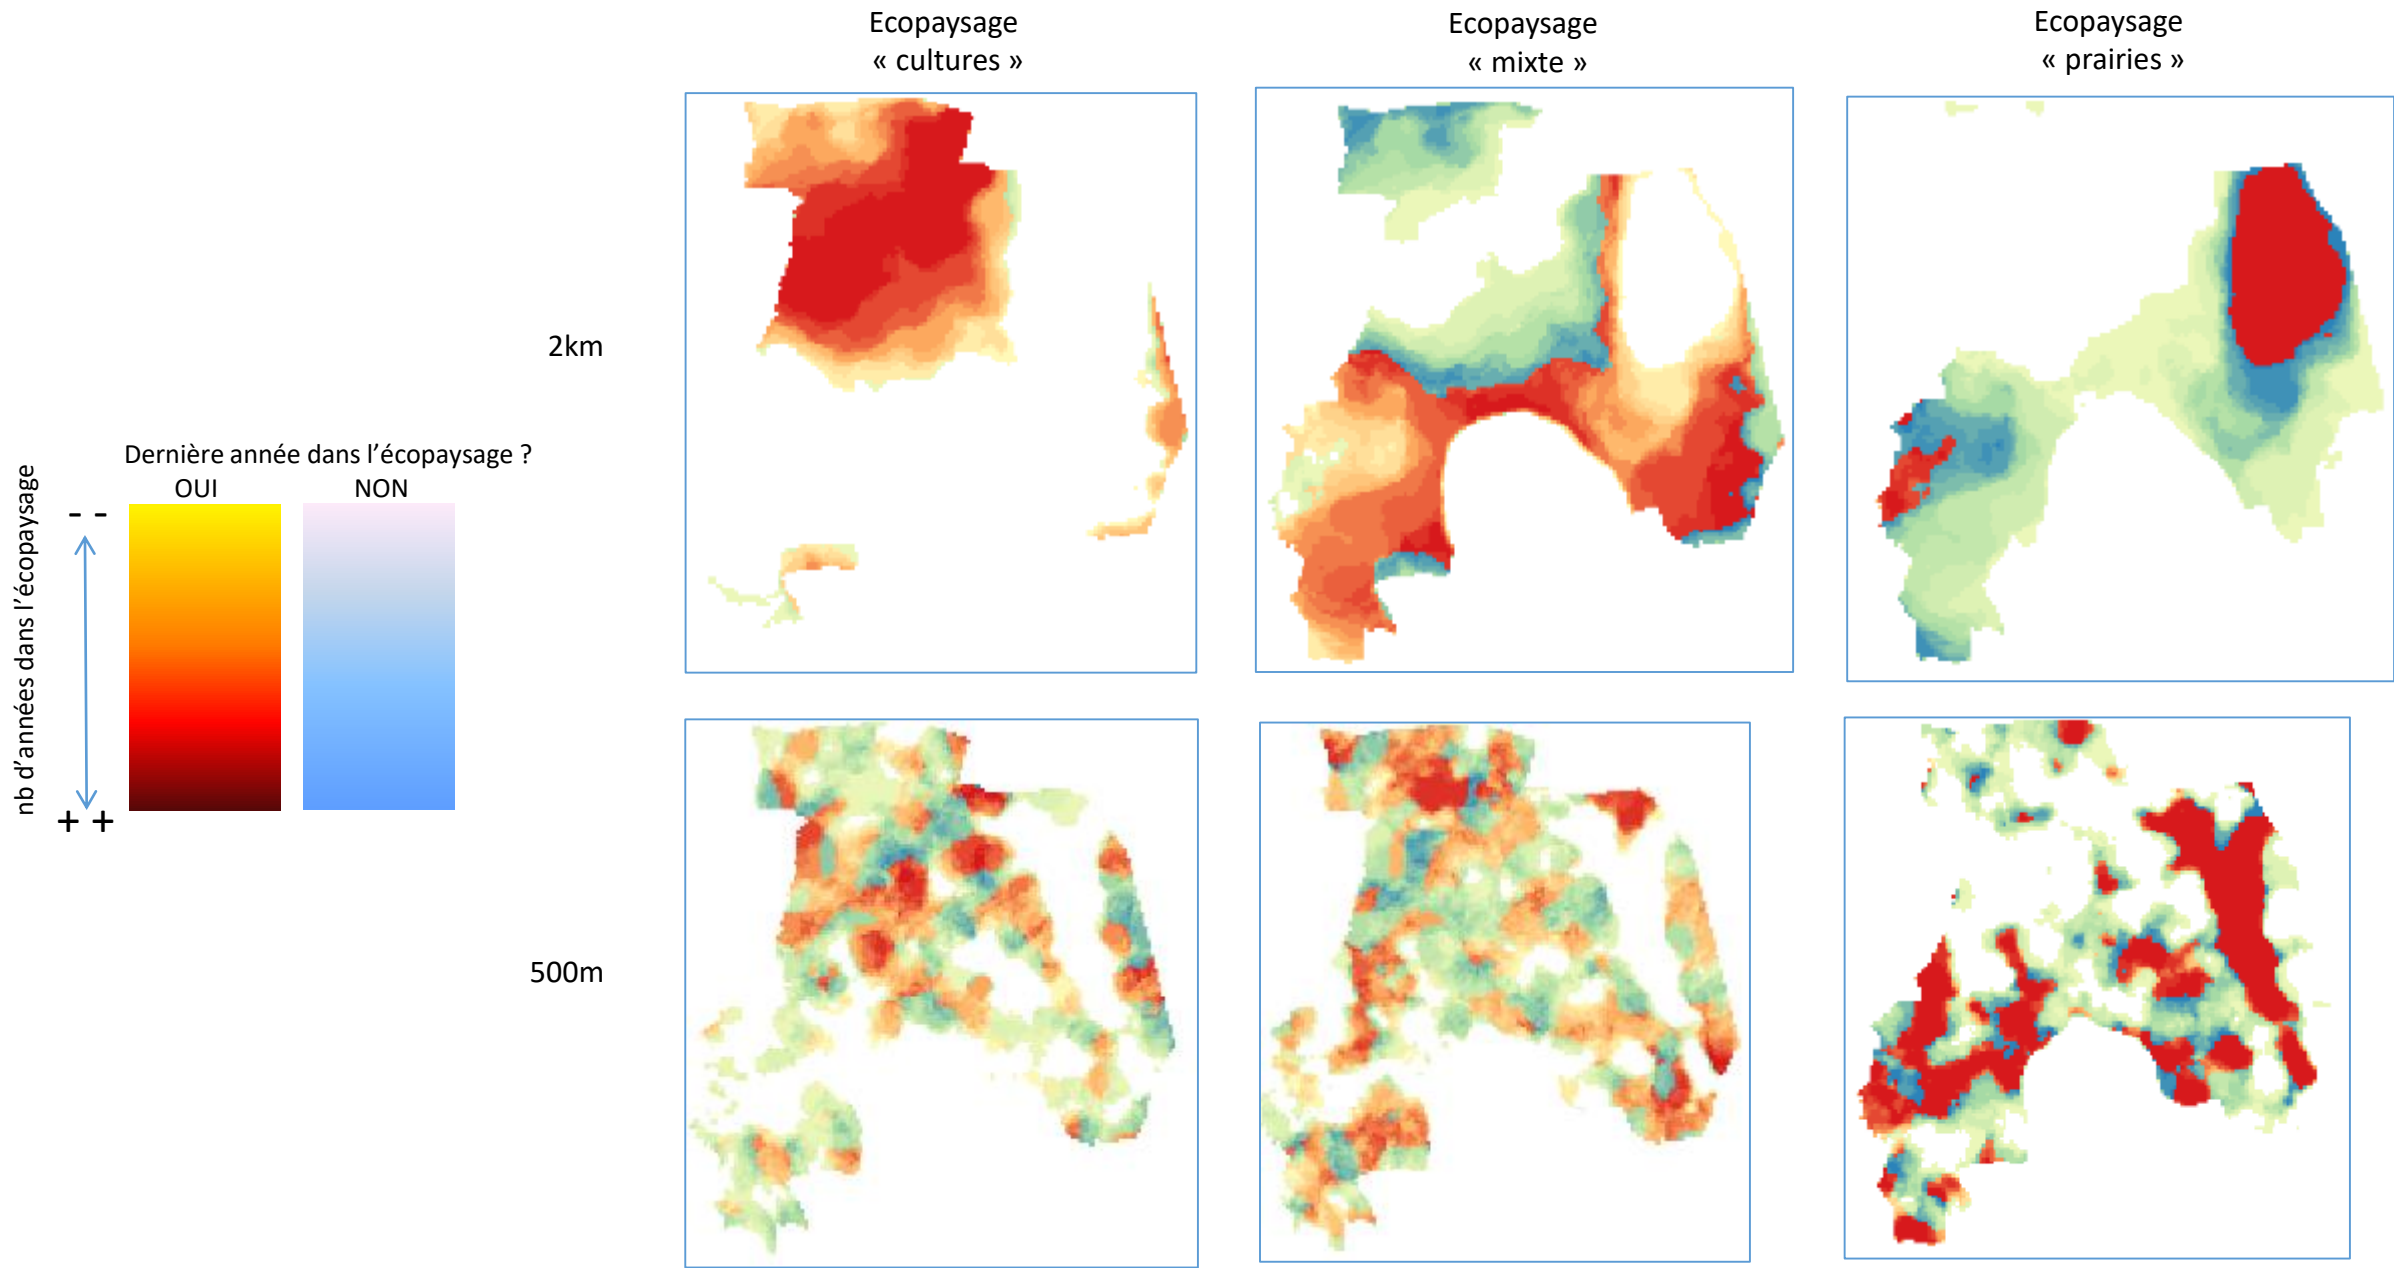 Ecopaysage
« cultures »
Ecopaysage
« mixte »
Ecopaysage
« prairies »
2km
Dernière année dans l'écopaysage ?
OUI
NON
nb d'années dans l'écopaysage
- -
+ +
500m